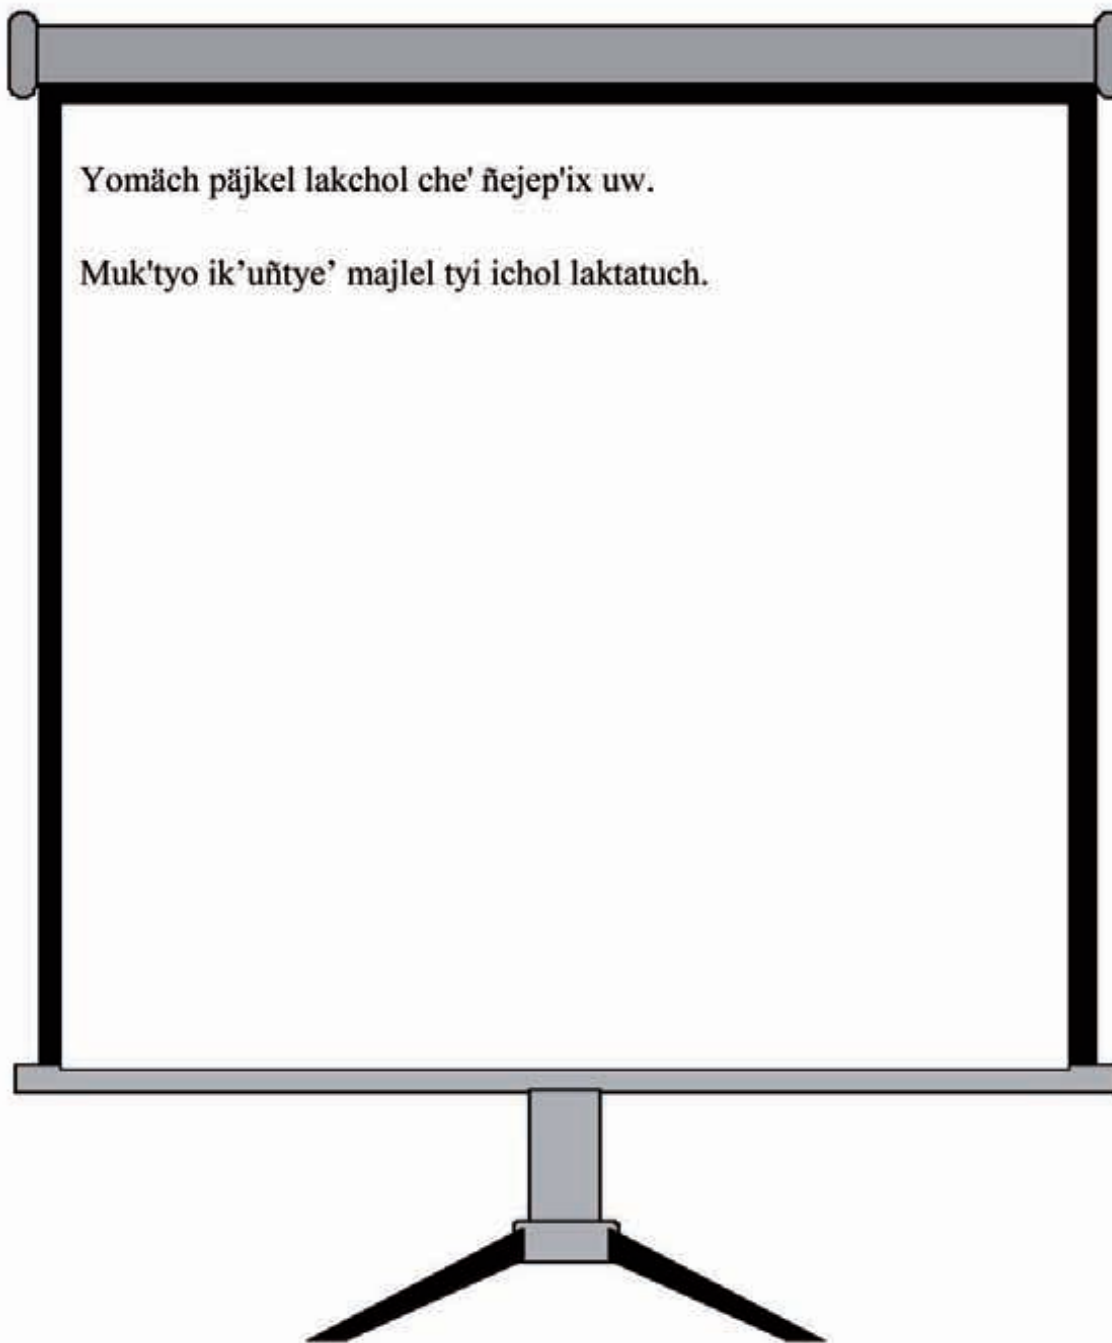 Yomäch päjkel lakchol che' ñejep'ix uw.
Muk'tyo ik’uñtye’ majlel tyi ichol laktatuch.